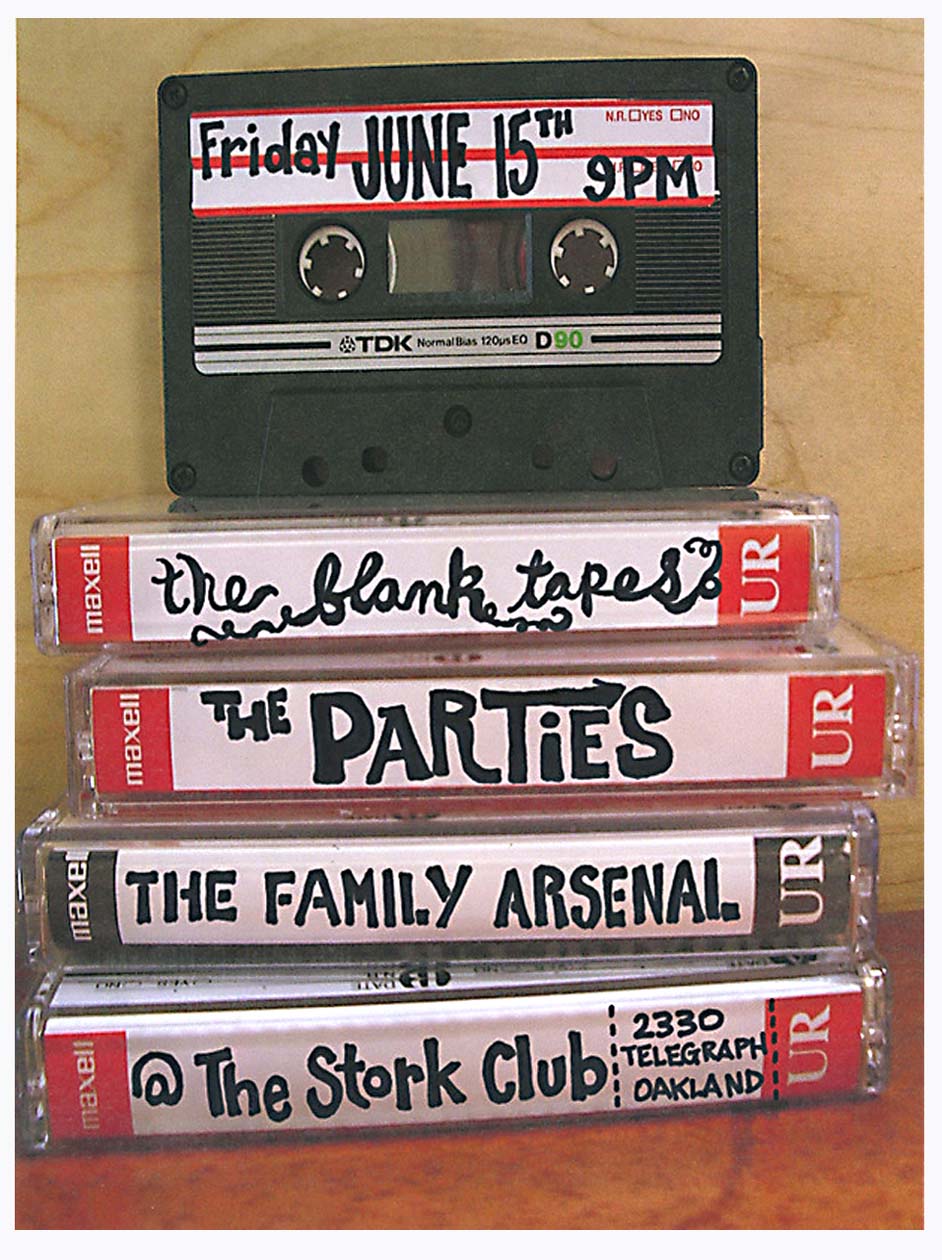 N.R. □YES □NO
Friday JUNE 15TH
9PM
TDK Normal Bias 120μs EQ D90
maxell the blank tapes UR
maxell THE PARTIES UR
maxell THE FAMILY ARSENAL UR
maxell @ The Stork Club UR
2330
TELEGRAPH
OAKLAND